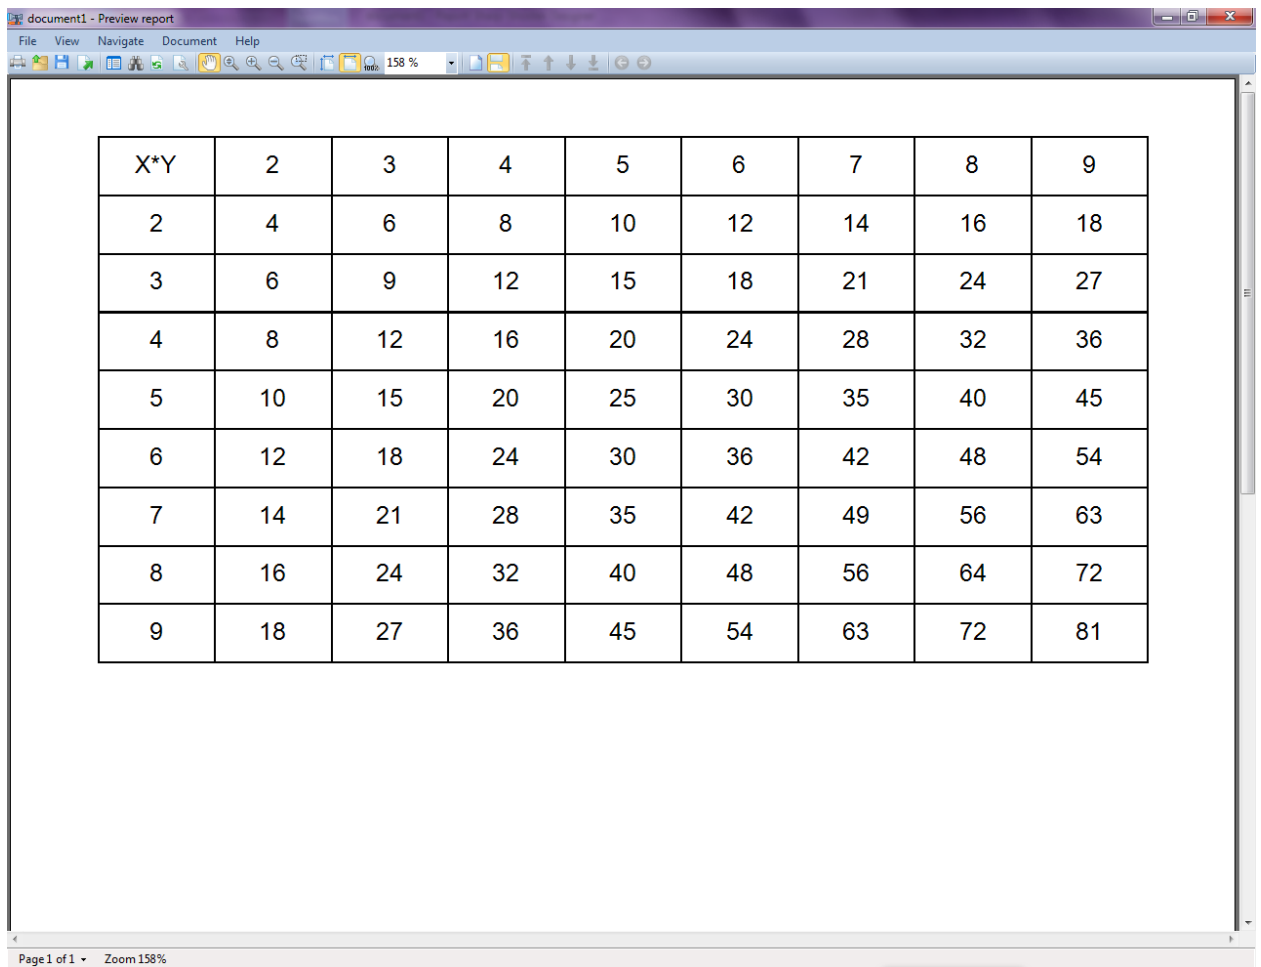 document1 - Preview report
File View Navigate Document Help
100% 158 %
X*Y 2 3 4 5 6 7 8 9
2 4 6 8 10 12 14 16 18
3 6 9 12 15 18 21 24 27
4 8 12 16 20 24 28 32 36
5 10 15 20 25 30 35 40 45
6 12 18 24 30 36 42 48 54
7 14 21 28 35 42 49 56 63
8 16 24 32 40 48 56 64 72
9 18 27 36 45 54 63 72 81
Page 1 of 1 Zoom 158%